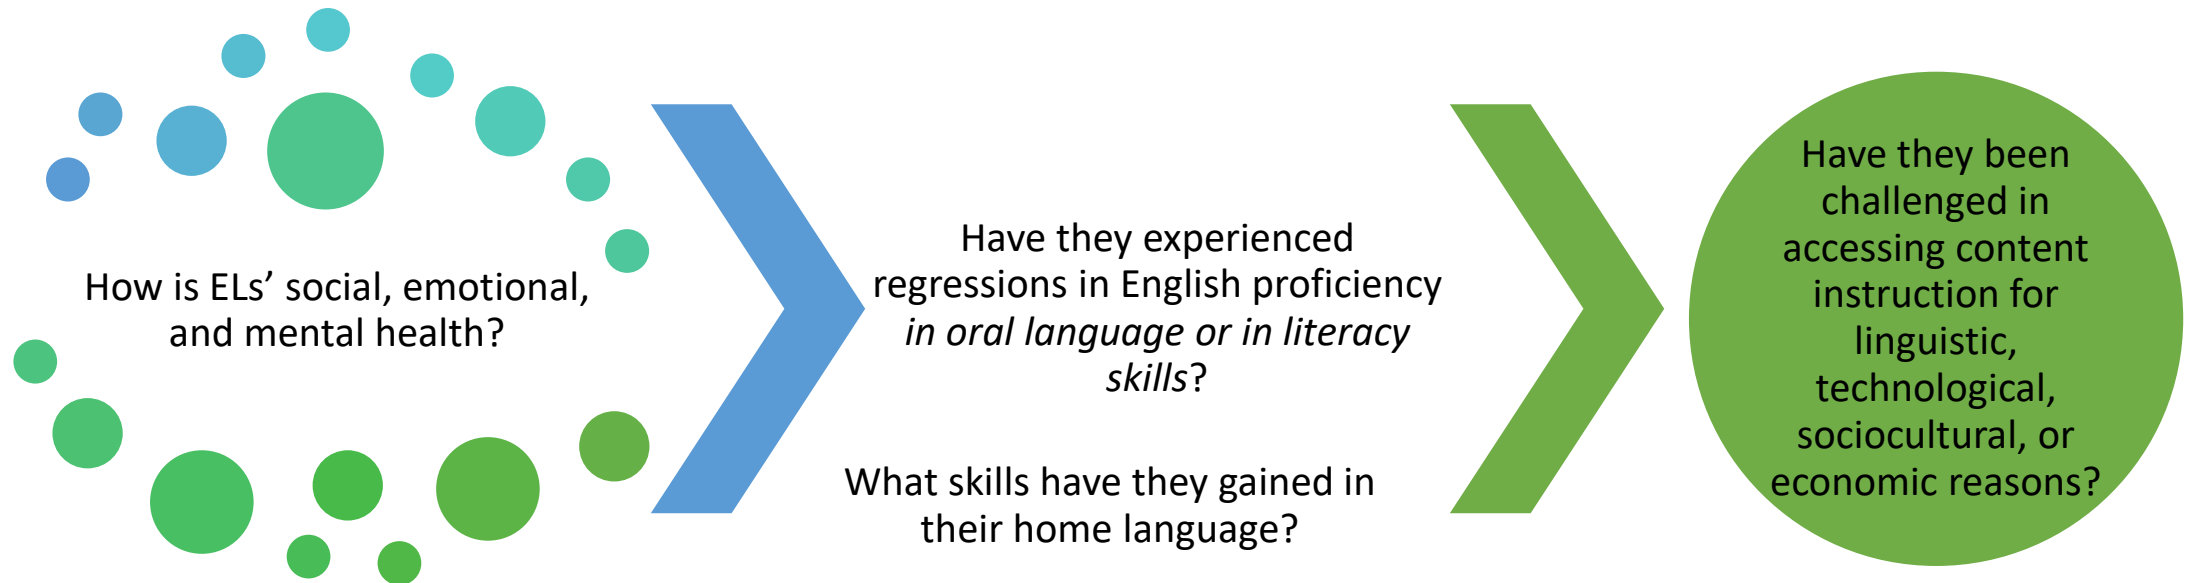 How is ELs’ social, emotional,
and mental health?
Have they experienced
regressions in English proficiency
in oral language or in literacy
skills?
What skills have they gained in
their home language?
Have they been
challenged in
accessing content
instruction for
linguistic,
technological,
sociocultural, or
economic reasons?